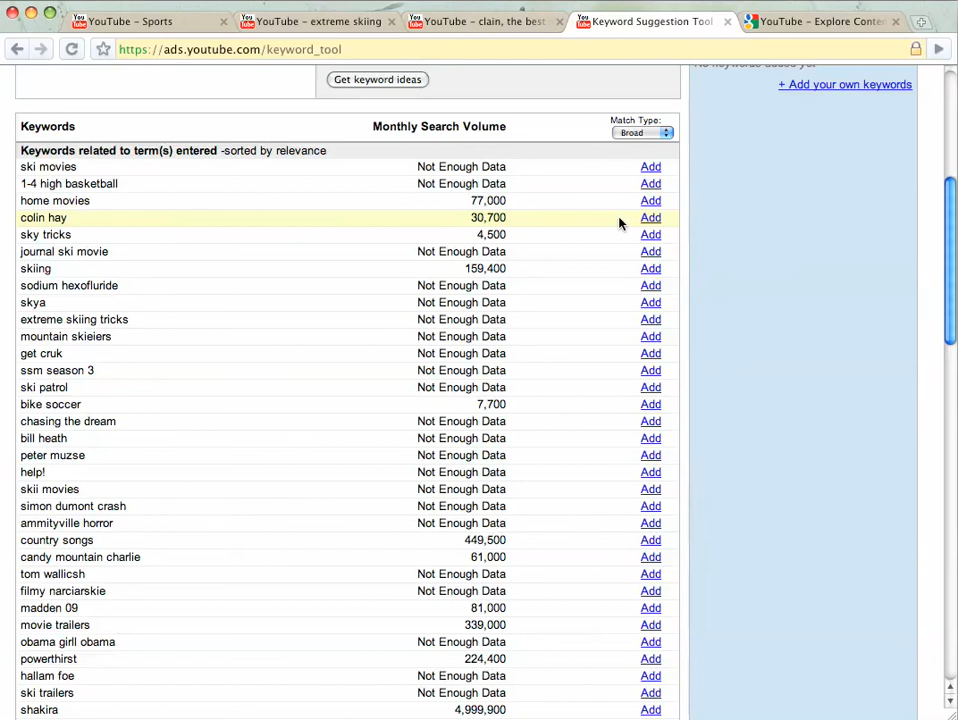 YouTube - Sports
YouTube - extreme skiing
YouTube - clain, the best
Keyword Suggestion Tool
YouTube - Explore Conten
https://ads.youtube.com/keyword_tool
Get keyword ideas
+ Add your own keywords
Keywords Monthly Search Volume Match Type:
Broad
Keywords related to term(s) entered -sorted by relevance
ski movies Not Enough Data Add
1-4 high basketball Not Enough Data Add
home movies 77,000 Add
colin hay 30,700 Add
sky tricks 4,500 Add
journal ski movie Not Enough Data Add
skiing 159,400 Add
sodium hexofluride Not Enough Data Add
skya Not Enough Data Add
extreme skiing tricks Not Enough Data Add
mountain skieiers Not Enough Data Add
get cruk Not Enough Data Add
ssm season 3 Not Enough Data Add
ski patrol Not Enough Data Add
bike soccer 7,700 Add
chasing the dream Not Enough Data Add
bill heath Not Enough Data Add
peter muzse Not Enough Data Add
help! Not Enough Data Add
skii movies Not Enough Data Add
simon dumont crash Not Enough Data Add
ammityville horror Not Enough Data Add
country songs 449,500 Add
candy mountain charlie 61,000 Add
tom wallicsh Not Enough Data Add
filmy narciarskie Not Enough Data Add
madden 09 81,000 Add
movie trailers 339,000 Add
obama girll obama Not Enough Data Add
powerthirst 224,400 Add
hallam foe Not Enough Data Add
ski trailers Not Enough Data Add
shakira 4,999,900 Add